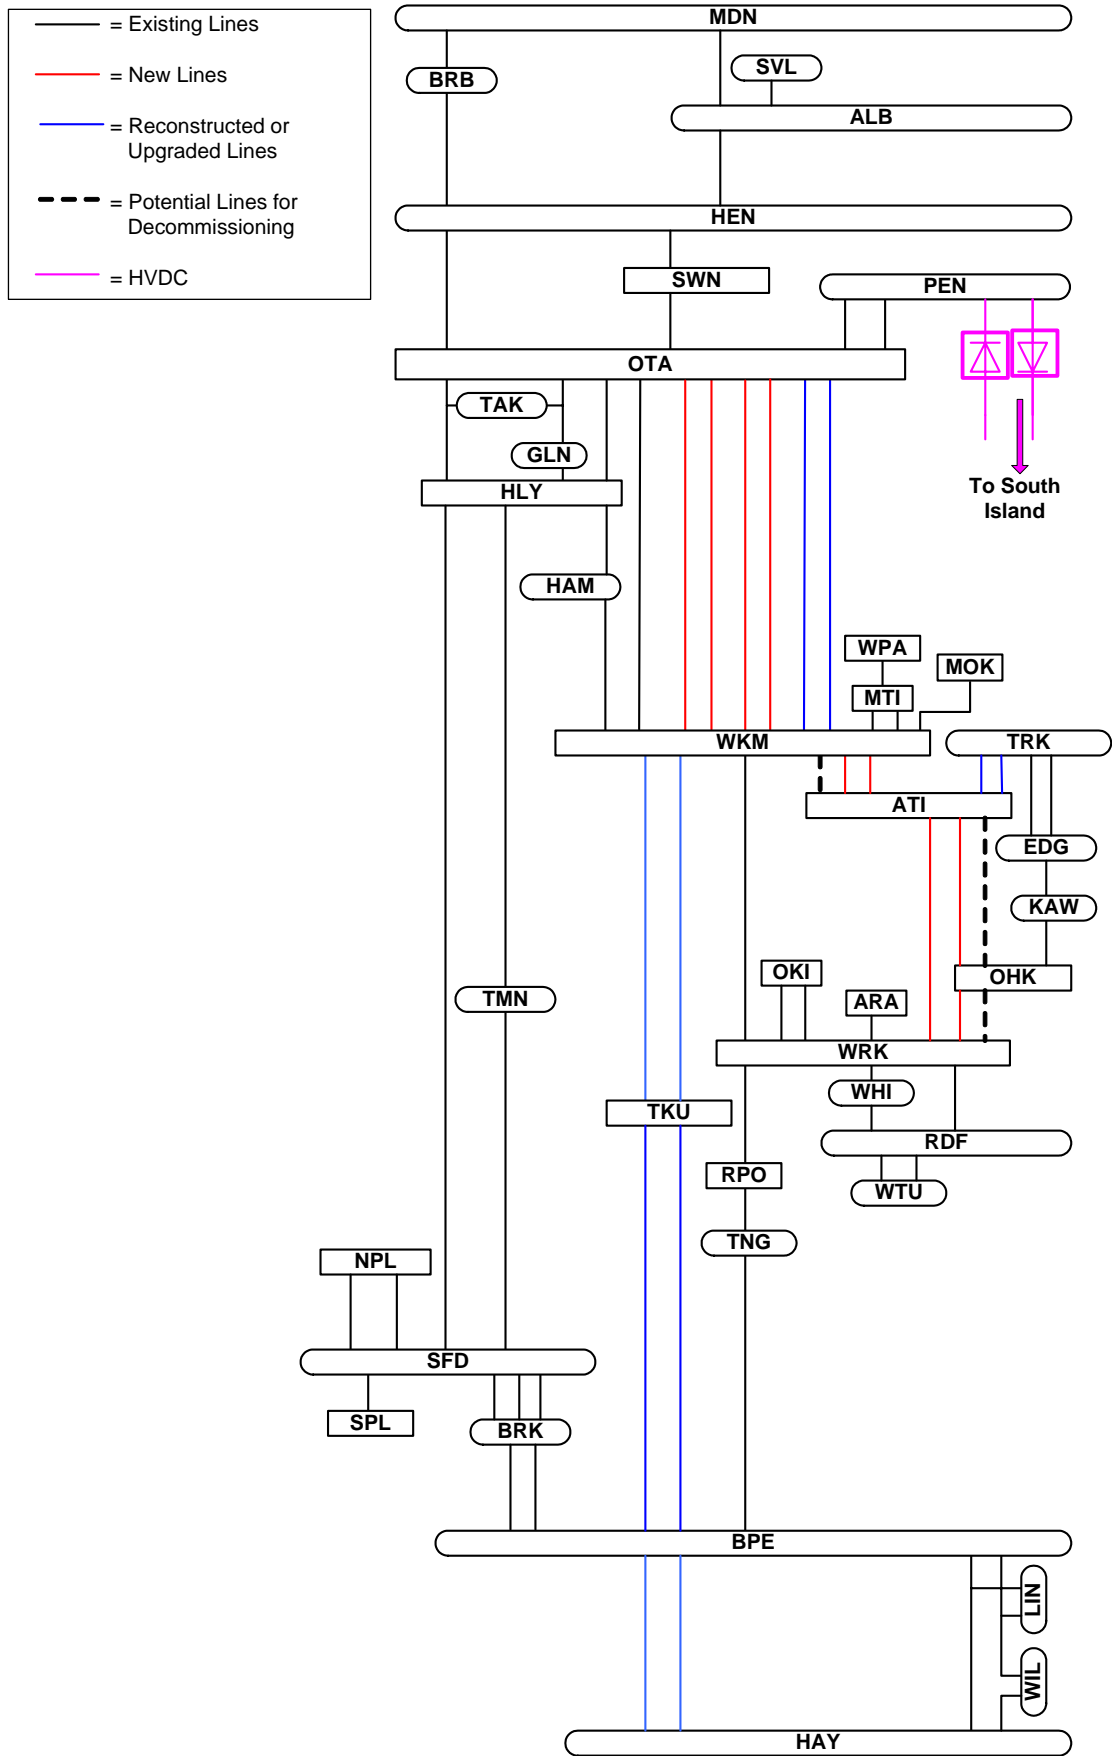 = Existing Lines
= New Lines
= Reconstructed or
Upgraded Lines
= Potential Lines for
Decommissioning
= HVDC
MDN
BRB
SVL
ALB
HEN
SWN
PEN
OTA
TAK
GLN
HLY
To South
Island
HAM
WPA
MOK
MTI
WKM
TRK
ATI
EDG
KAW
OKI
OHK
TMN
ARA
WRK
WHI
TKU
RDF
RPO
WTU
TNG
NPL
SFD
SPL
BRK
BPE
LIN
WIL
HAY